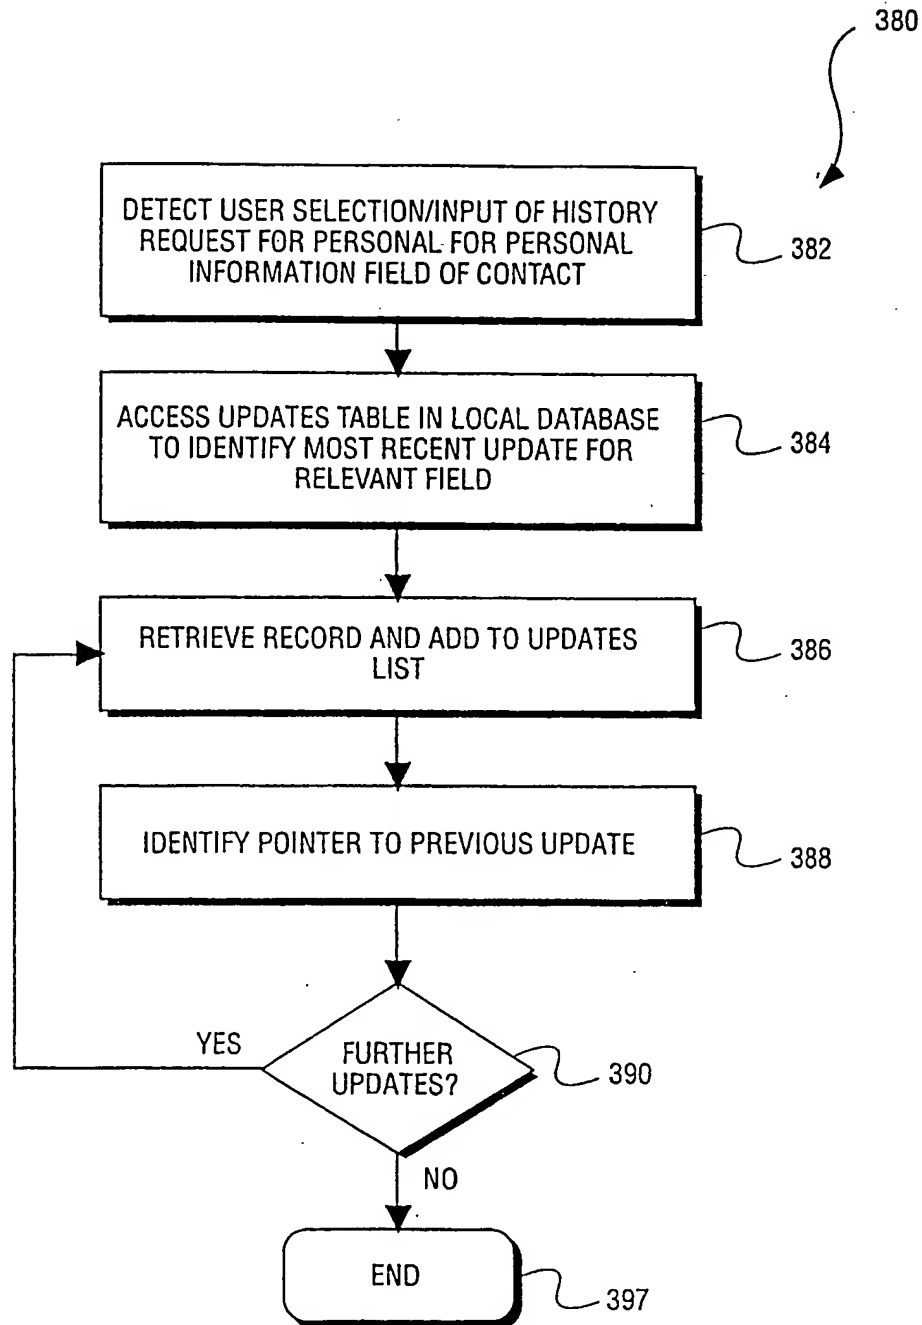 380
DETECT USER SELECTION/INPUT OF HISTORY
REQUEST FOR PERSONAL FOR PERSONAL
INFORMATION FIELD OF CONTACT
382
ACCESS UPDATES TABLE IN LOCAL DATABASE
TO IDENTIFY MOST RECENT UPDATE FOR
RELEVANT FIELD
384
RETRIEVE RECORD AND ADD TO UPDATES
LIST
386
IDENTIFY POINTER TO PREVIOUS UPDATE
388
YES
FURTHER
UPDATES?
390
NO
END
397